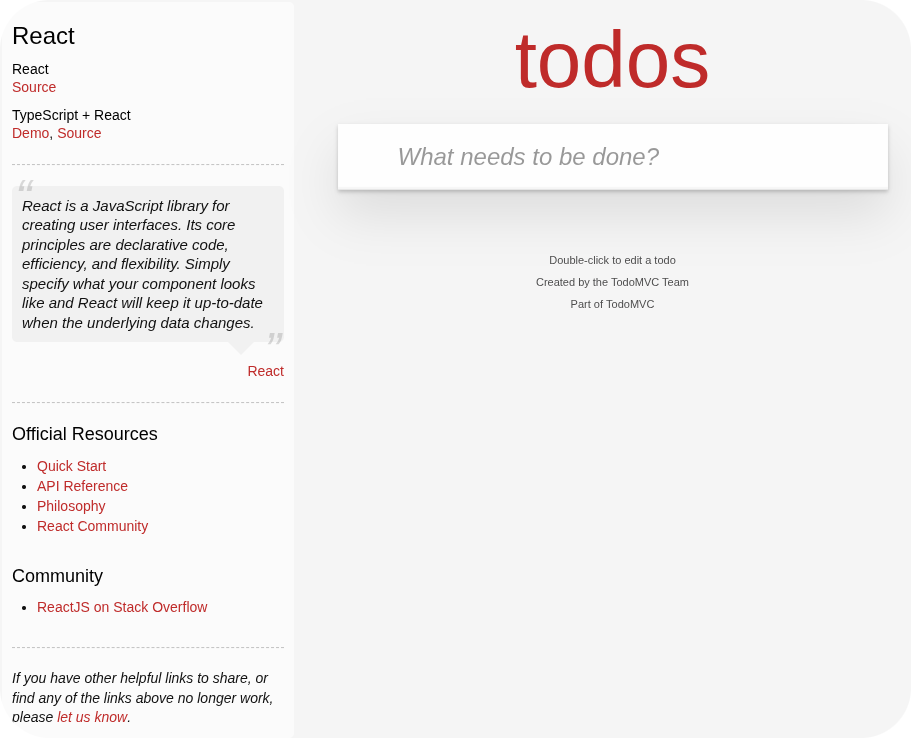 React
React
Source
TypeScript + React
Demo, Source
“
React is a JavaScript library for
creating user interfaces. Its core
principles are declarative code,
efficiency, and flexibility. Simply
specify what your component looks
like and React will keep it up-to-date
when the underlying data changes.
”
React
Official Resources
• Quick Start
• API Reference
• Philosophy
• React Community
Community
• ReactJS on Stack Overflow
If you have other helpful links to share, or
find any of the links above no longer work,
please let us know.
todos
What needs to be done?
Double-click to edit a todo
Created by the TodoMVC Team
Part of TodoMVC